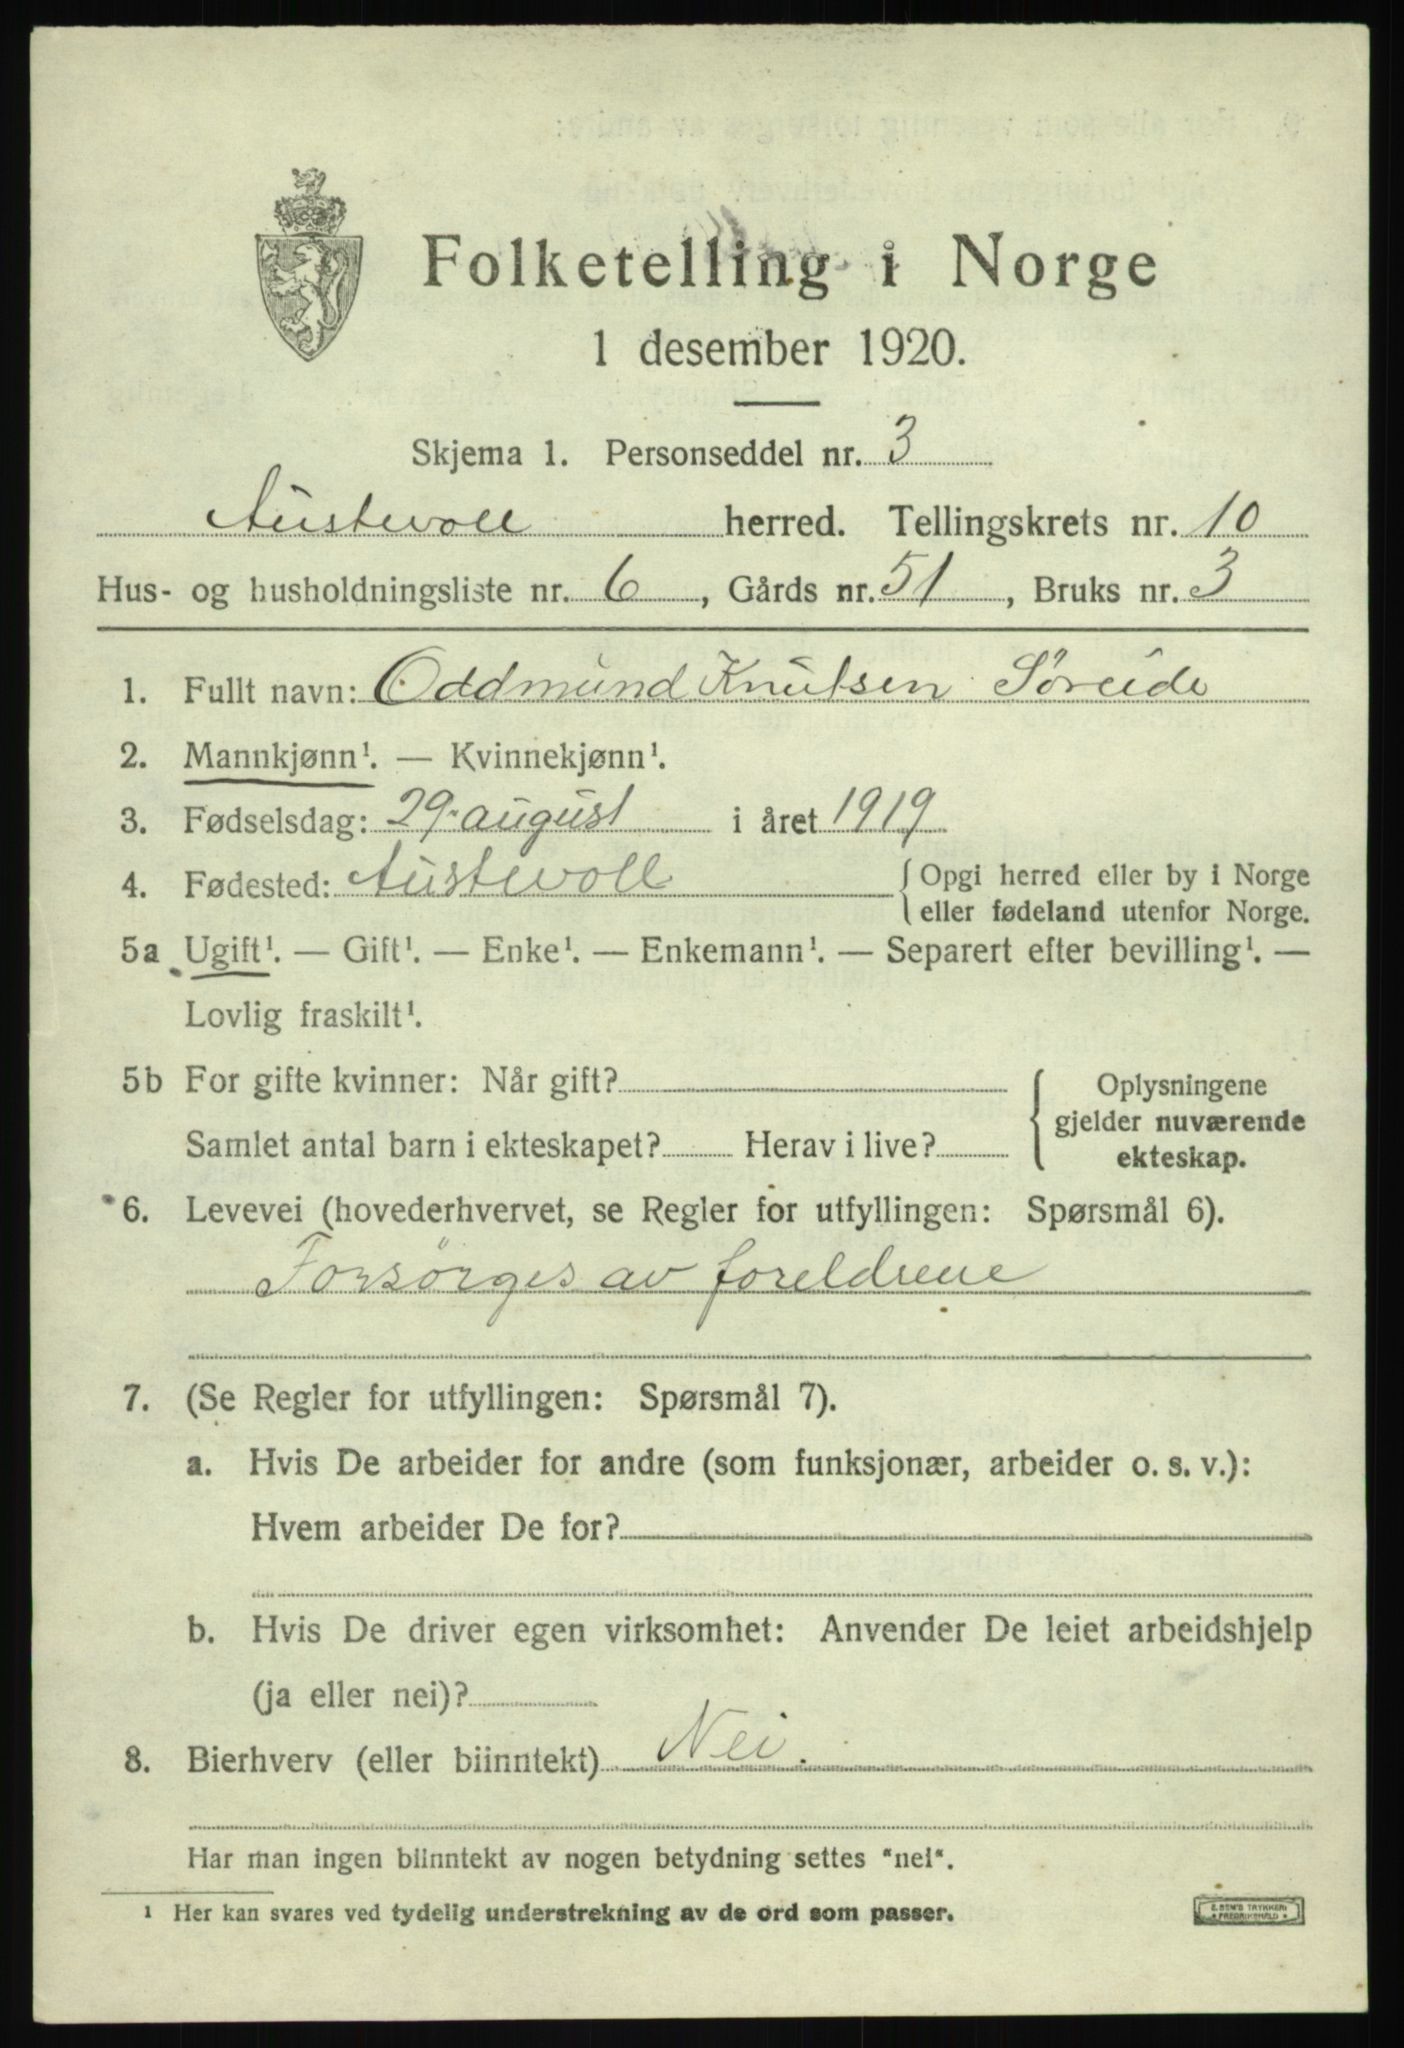 Folketelling i Norge
1 desember 1920.
Skjema 1. Personseddel nr. 3
Austevoll herred. Tellingskrets nr. 10
Hus- og husholdningsliste nr. 6, Gårds nr. 51, Bruks nr. 3
1. Fullt navn: Oddmund Knutsen Søreide
2. Mannkjønn¹. — Kvinnekjønn¹.
3. Fødselsdag: 29. august i året 1919
4. Fødested: Austevoll { Opgi herred eller by i Norge
eller fødeland utenfor Norge.
5a Ugift¹. — Gift¹. — Enke¹. — Enkemann¹. — Separert efter bevilling¹. —
Lovlig fraskilt¹.
5b For gifte kvinner: Når gift? { Oplysningene
gjelder nuværende
Samlet antal barn i ekteskapet? Herav i live?
ekteskap.
6. Levevei (hovederhvervet, se Regler for utfyllingen: Spørsmål 6).
Forsörges av foreldrene
7. (Se Regler for utfyllingen: Spørsmål 7).
a. Hvis De arbeider for andre (som funksjonær, arbeider o. s. v.):
Hvem arbeider De for?
b. Hvis De driver egen virksomhet: Anvender De leiet arbeidshjelp
(ja eller nei)?
8. Bierhverv (eller biinntekt) Nei.
Har man ingen biinntekt av nogen betydning settes "nei".
¹ Her kan svares ved tydelig understrekning av de ord som passer.
TRYKKERI
FREDRIKSHALD